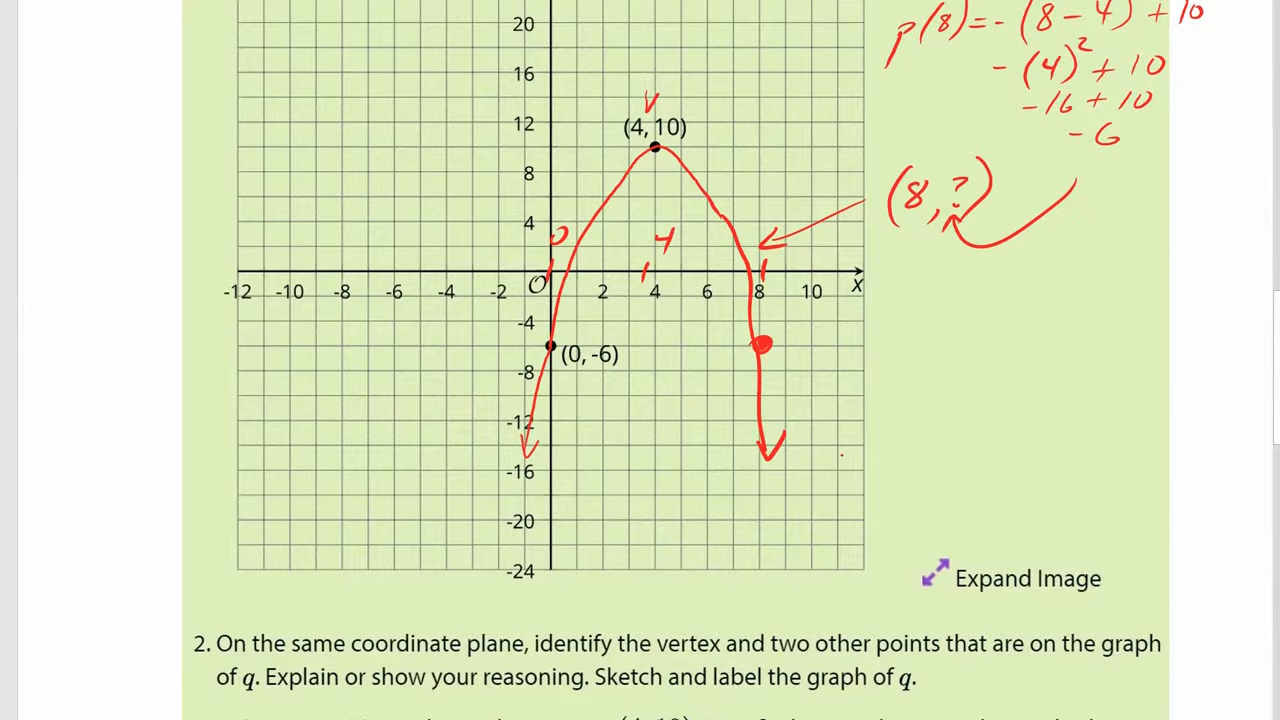 p(8) = - (8 - 4) + 10
- (4)² + 10
- 16 + 10
- 6
(8, ?)
20
16
12
8
4
-4
-8
-12
-16
-20
-24
V
(4, 10)
0
4
O
-12 -10 -8 -6 -4 -2 2 4 6 8 10 x
(0, -6)
Expand Image
2. On the same coordinate plane, identify the vertex and two other points that are on the graph
of q. Explain or show your reasoning. Sketch and label the graph of q.